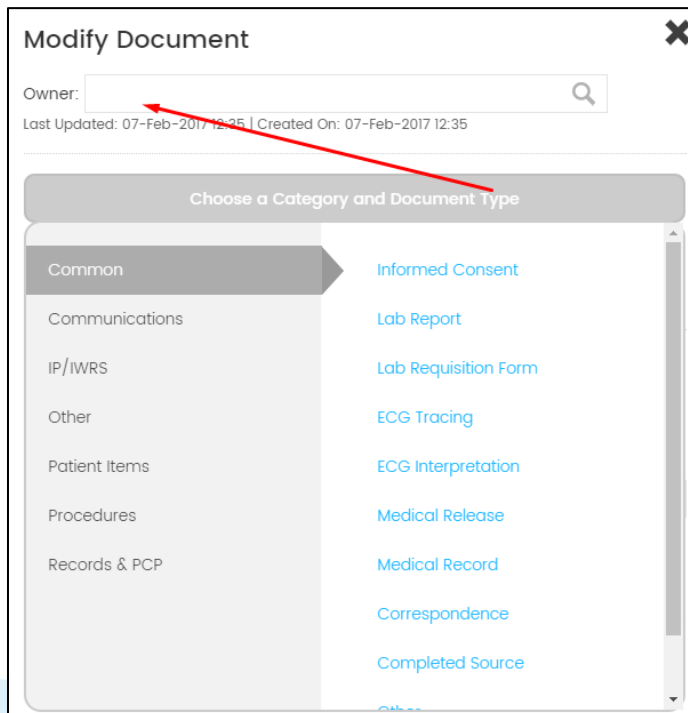 Modify Document
Owner:
Last Updated: 07-Feb-2017 12:35 | Created On: 07-Feb-2017 12:35
Choose a Category and Document Type
Common
Communications
IP/IWRS
Other
Patient Items
Procedures
Records & PCP
Informed Consent
Lab Report
Lab Requisition Form
ECG Tracing
ECG Interpretation
Medical Release
Medical Record
Correspondence
Completed Source
Other